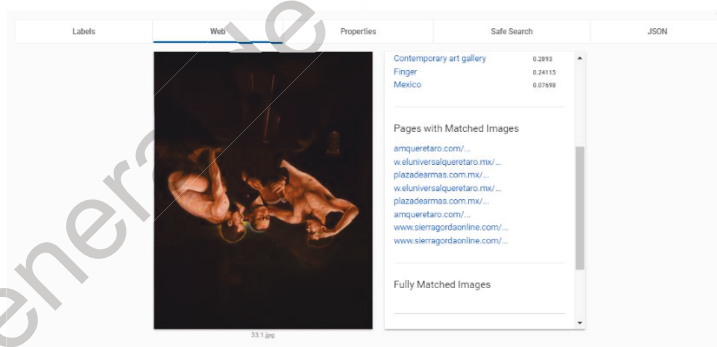 Labels Web Properties Safe Search JSON
Contemporary art gallery 0.2893
Finger 0.24115
Mexico 0.07698
Pages with Matched Images
amqueretaro.com/...
w.eluniversalqueretaro.mx/...
plazadearmas.com.mx/...
w.eluniversalqueretaro.mx/...
plazadearmas.com.mx/...
amqueretaro.com/...
www.sierragordaonline.com/...
www.sierragordaonline.com/...
Fully Matched Images
33.1.jpg